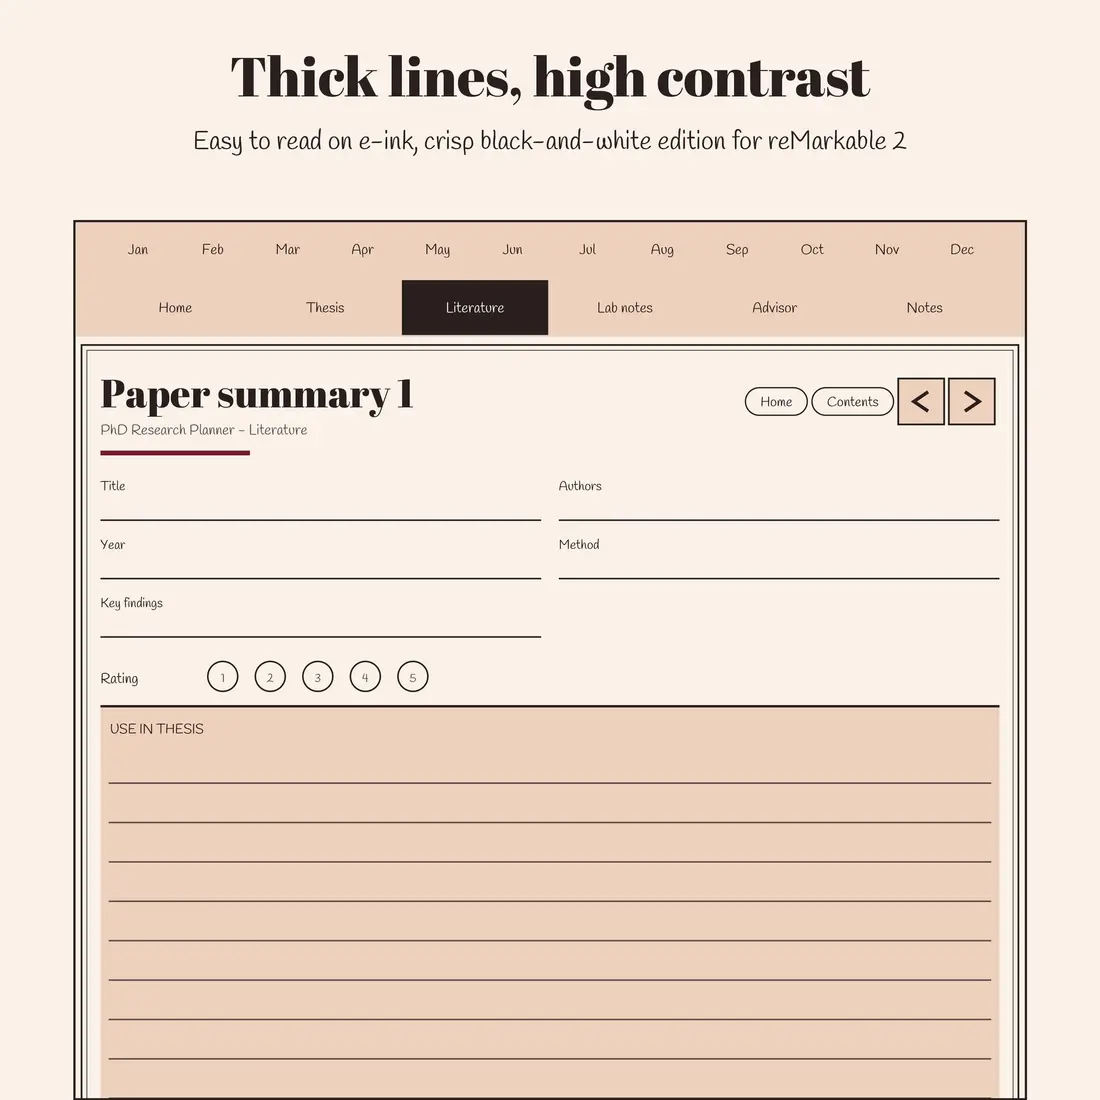 Thick lines, high contrast
Easy to read on e-ink, crisp black-and-white edition for reMarkable 2
Jan Feb Mar Apr May Jun Jul Aug Sep Oct Nov Dec
Home Thesis Literature Lab notes Advisor Notes
Paper summary 1
Home Contents < >
PhD Research Planner - Literature
Title Authors
Year Method
Key findings
Rating 1 2 3 4 5
USE IN THESIS